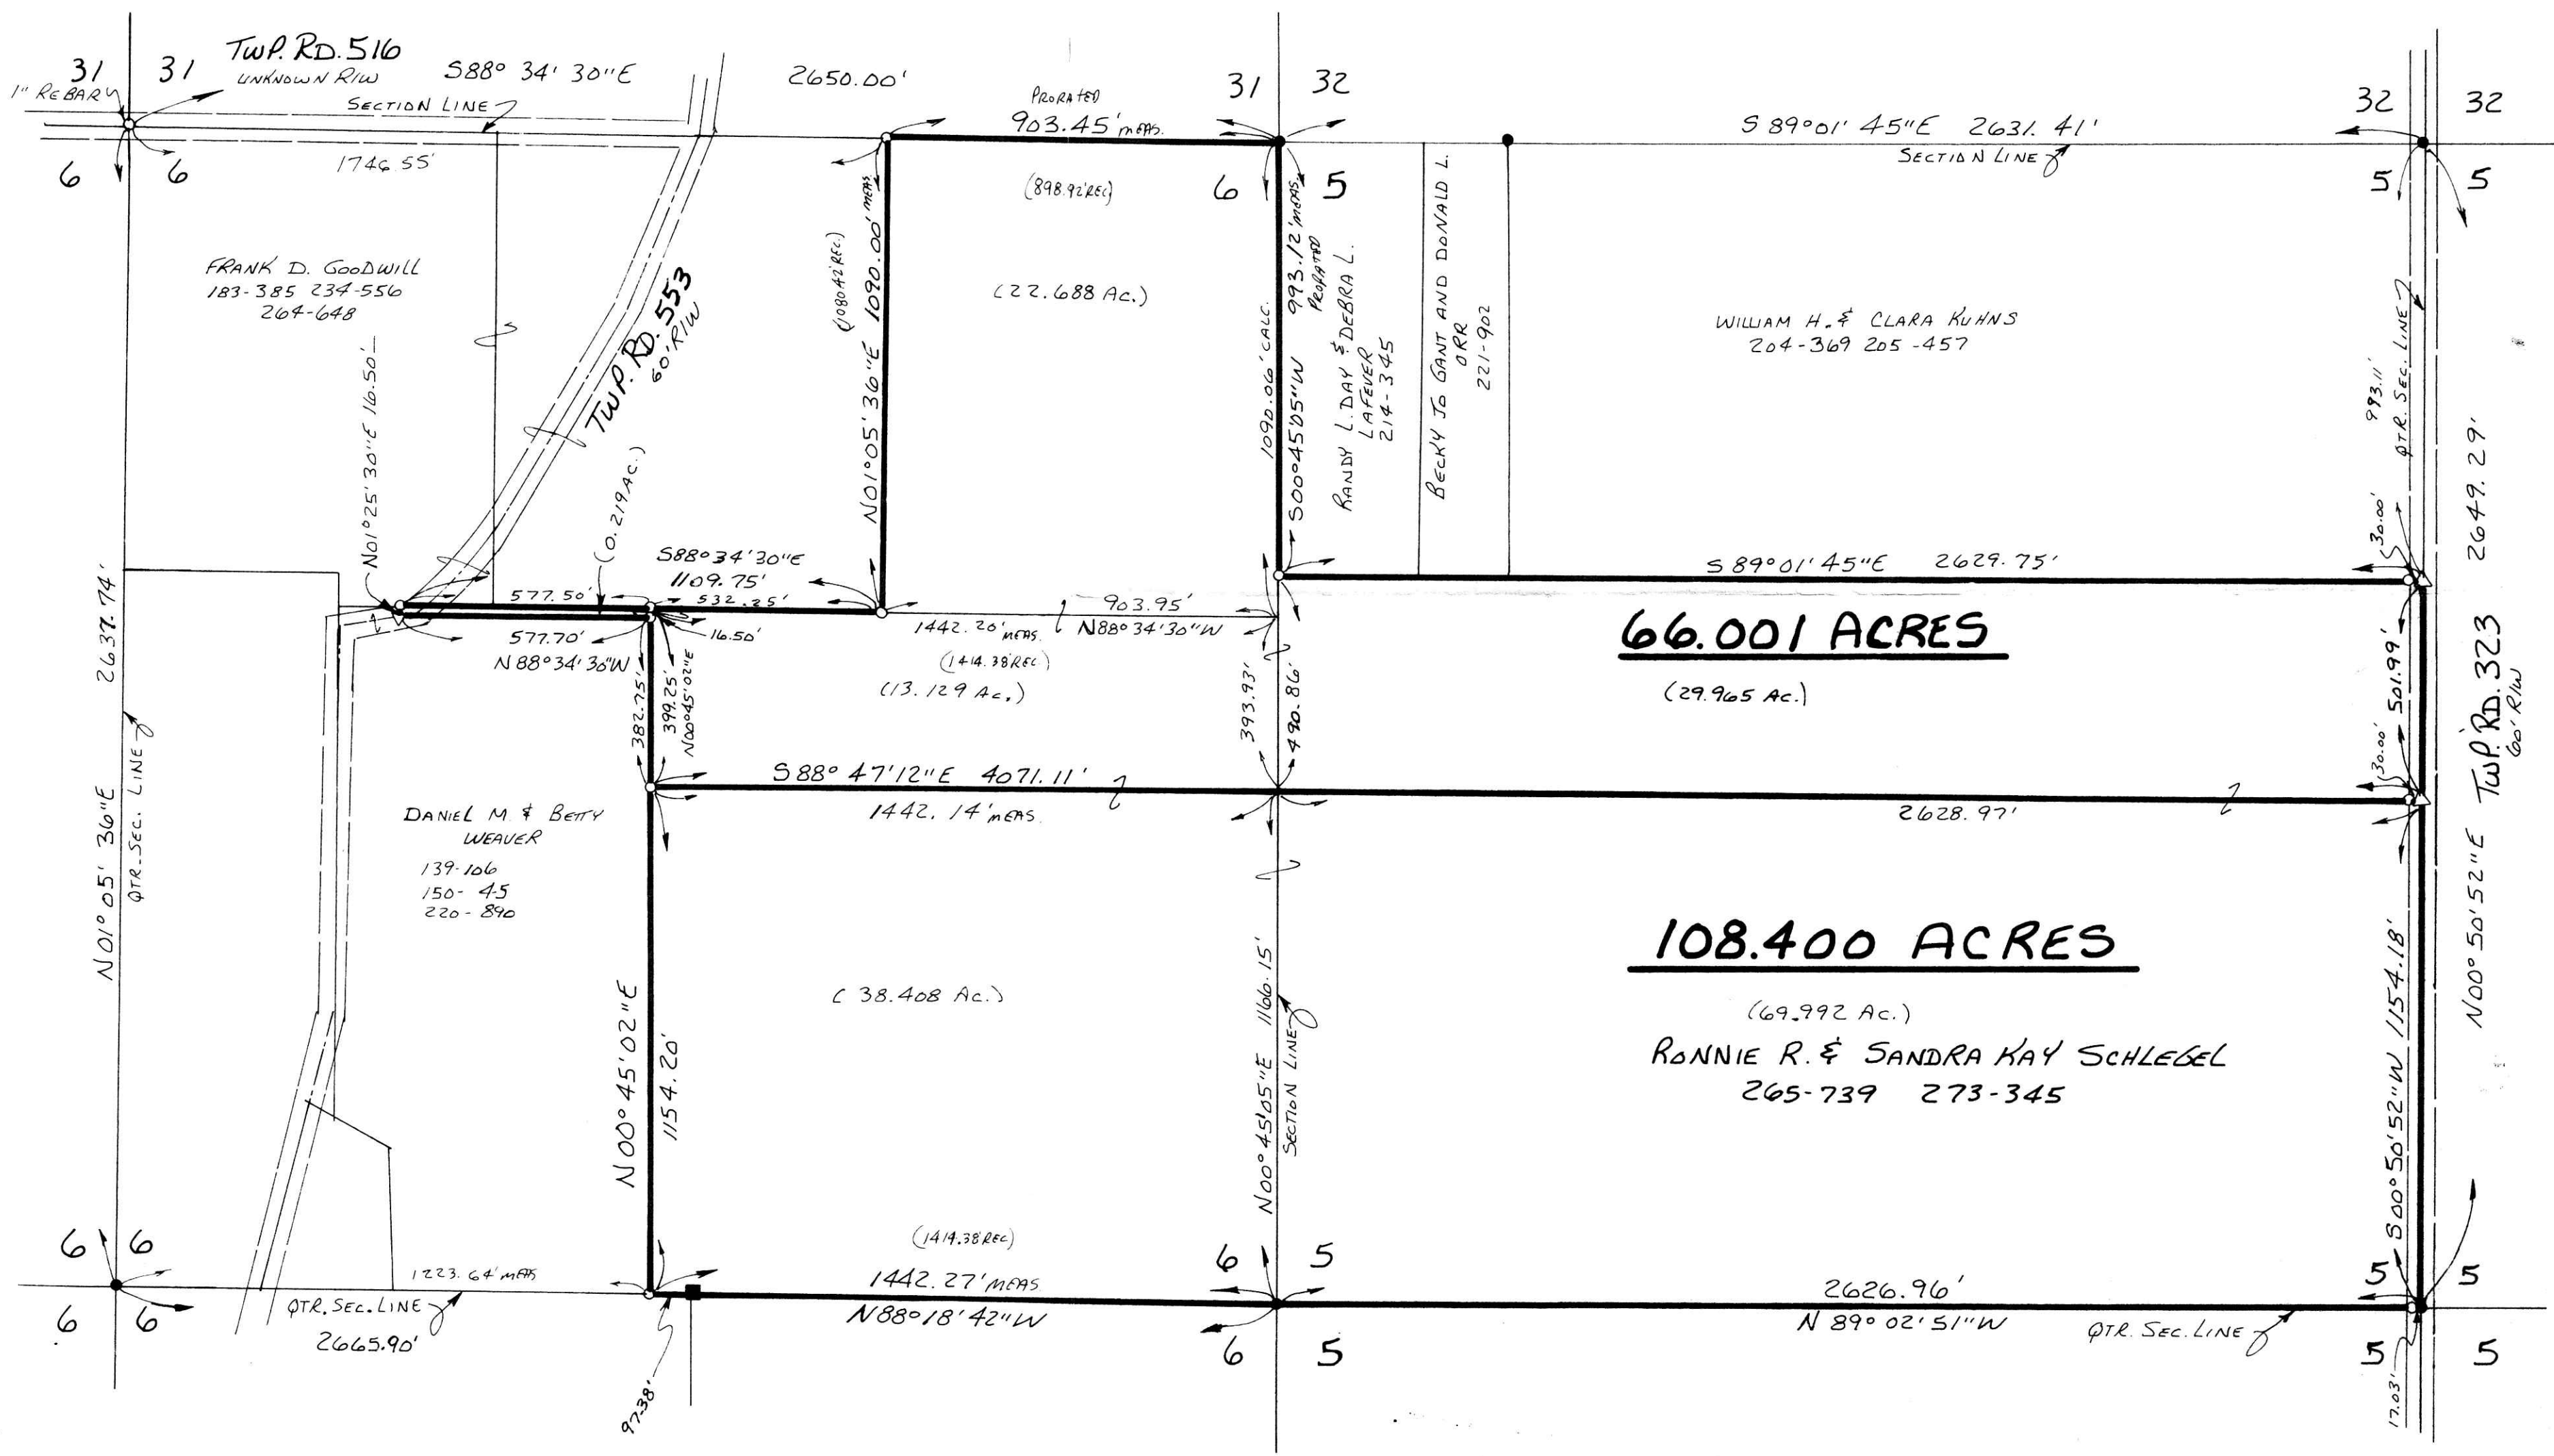 TWP. RD. 516
UNKNOWN R/W
31
31
1" REBAR
S88° 34' 30"E
2650.00'
SECTION LINE
31
32
PRORATED
903.45' MEAS.
S 89°01' 45"E 2631.41'
SECTION LINE
32
32
6
6
1746.55'
(898.92' REC)
6
5
5
5
FRANK D. GOODWILL
183-385 234-556
264-648
N01°25' 30"E 16.50'
TWP. RD. 553
60' R/W
(0.219 AC.)
(1080.42' REC.)
N01°05' 36"E 1090.00' MEAS.
(22.688 AC.)
1090.06' CALC.
S00°45'05"W 993.12' MEAS.
PRORATED
RANDY L. DAY & DEBRA L.
LAFEVER
214-345
BECKY JO GANT AND DONALD L.
ORR
221-902
WILLIAM H. & CLARA KUHNS
204-369 205-457
993.11'
QTR. SEC. LINE
30.00'
2649.29'
S88°34'30"E
1109.75'
577.50'
532.25'
577.70'
N88°34'30"W
16.50'
903.95'
1442.20' MEAS.
N88°34'30"W
(1414.38 REC)
(13.129 AC.)
S 89°01'45"E 2629.75'
66.001 ACRES
(29.965 AC.)
382.75'
399.25'
N00°45'02"E
393.93'
490.86'
501.99'
30.00'
TWP. RD. 323
60' R/W
N01°05' 36"E 2637.74'
QTR. SEC. LINE
S88° 47'12"E 4071.11'
1442.14' MEAS.
2628.97'
DANIEL M. & BETTY
WEAVER
139-106
150-45
220-890
N00°45'02"E
1154.20'
(38.408 AC.)
N00°45'05"E 1166.15'
SECTION LINE
108.400 ACRES
(69.992 AC.)
RONNIE R. & SANDRA KAY SCHLEGEL
265-739 273-345
S00°50'52"W 1154.18'
N00°50'52"E
6
6
6
6
1223.64' MEAS
QTR. SEC. LINE
2665.90'
97.38'
(1414.38 REC)
1442.27' MEAS.
N88°18'42"W
6
5
6
5
2626.96'
N 89° 02'51"W
QTR. SEC. LINE
5
5
5
5
17.03'